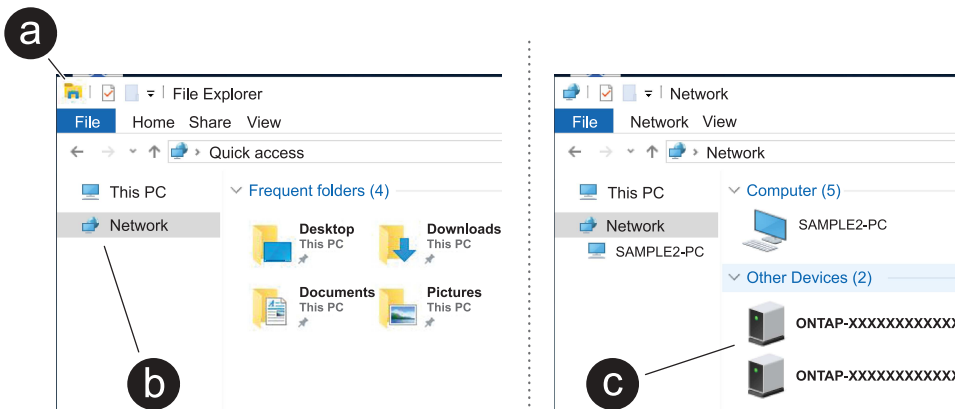 a
File Explorer
File Home Share View
Quick access
This PC
Frequent folders (4)
Network
Desktop
This PC
Downloads
This PC
Documents
This PC
Pictures
This PC
b
Network
File Network View
Network
This PC
Computer (5)
Network
SAMPLE2-PC
SAMPLE2-PC
Other Devices (2)
ONTAP-XXXXXXXXXXXX
ONTAP-XXXXXXXXXXXX
c